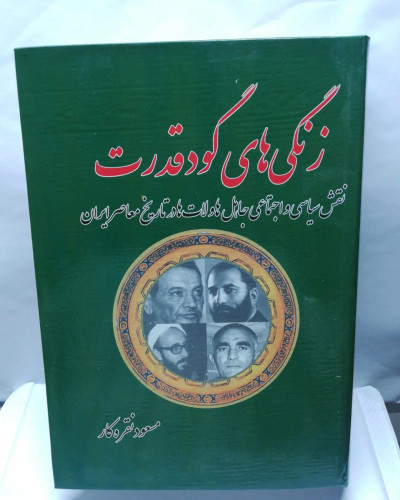 زنگی‌های گود قدرت
نقش سیاسی و اجتماعی جاهل‌ها و لات‌ها در تاریخ معاصر ایران
مسعود نقره‌کار